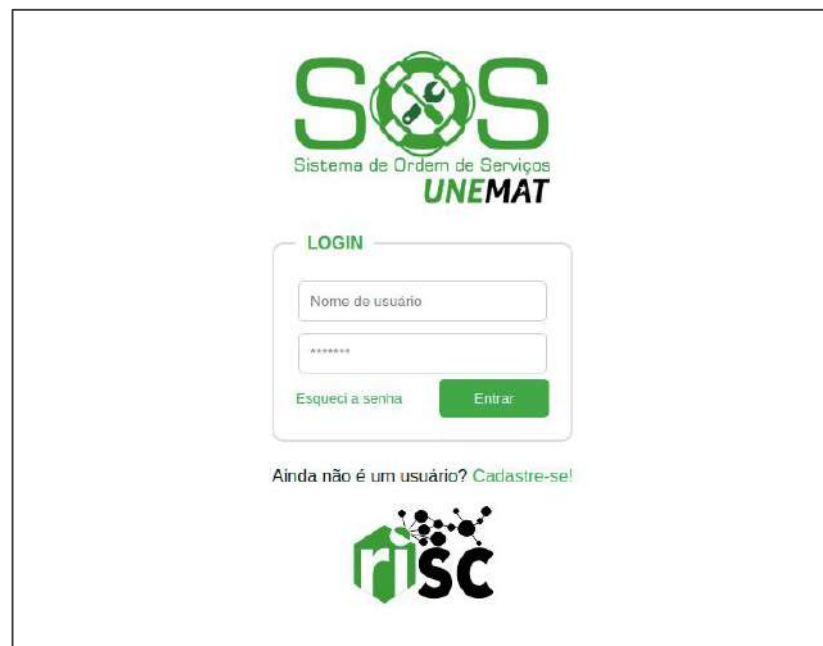 SOS
Sistema de Ordem de Serviços
UNEMAT
LOGIN
Nome de usuário
*******
Esqueci a senha
Entrar
Ainda não é um usuário? Cadastre-se!
risc